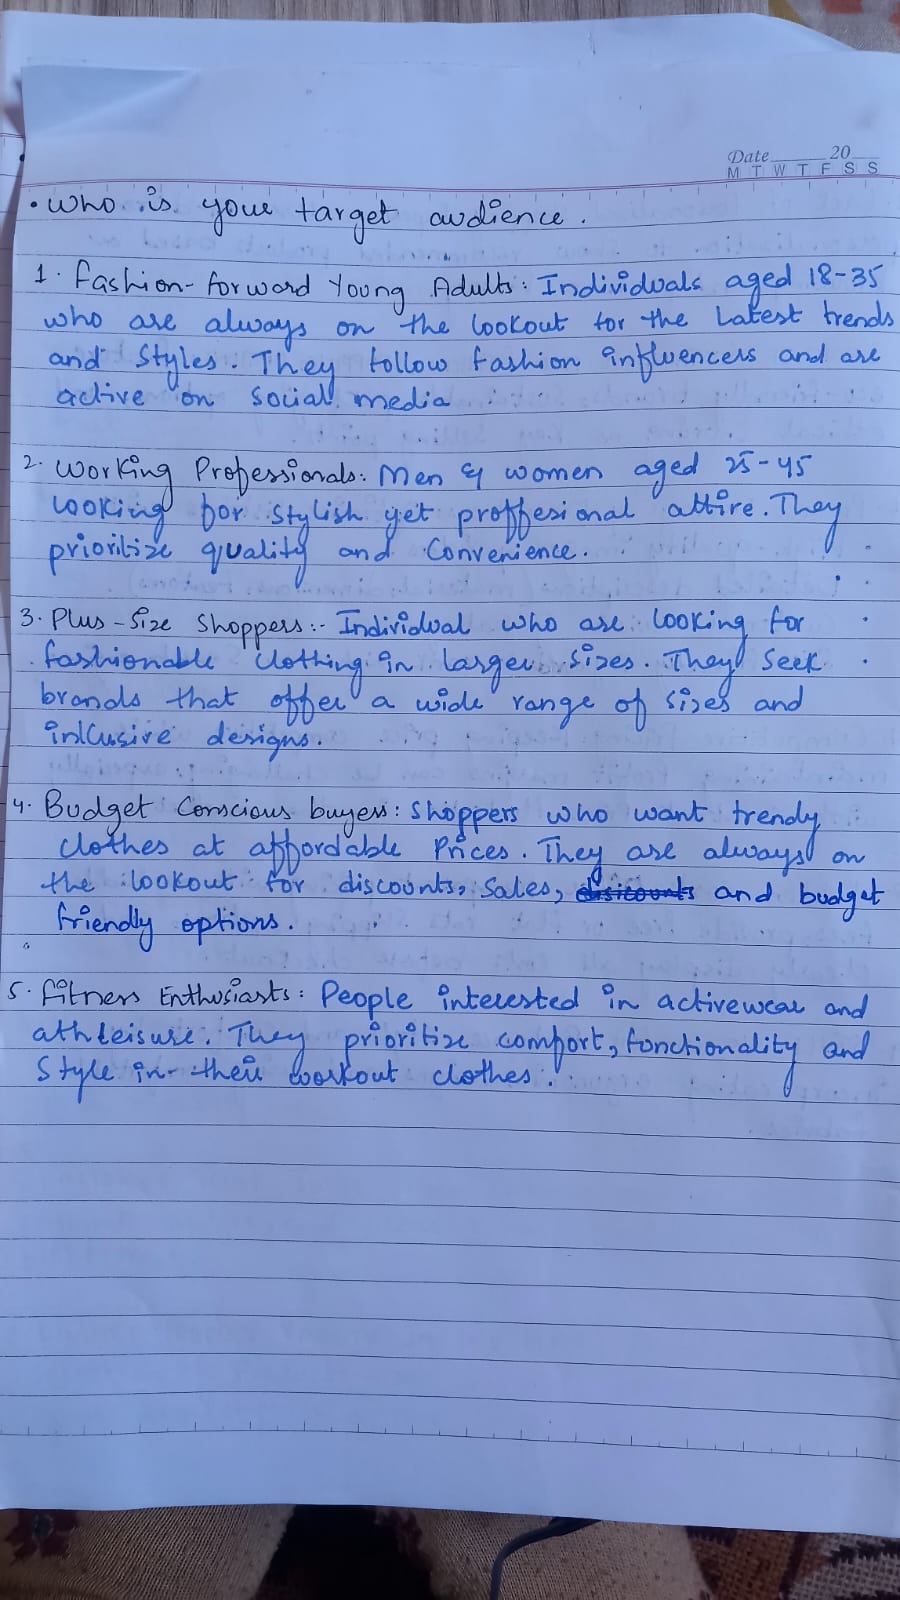 Date 20
M T W T F S S
• Who is your target audience.
1. Fashion-forward Young Adults: Individuals aged 18-35
who are always on the lookout for the Latest trends
and Styles. They follow fashion influencers and are
active on Social media
2. Working Professionals: Men & women aged 25-45
looking for stylish yet proffesional attire. They
prioritize quality and Convenience.
3. Plus-Size Shoppers:- Individual who are looking for
fashionable clothing in larger sizes. They Seek
brands that offer a wide range of sizes and
inlcusive designs.
4. Budget Conscious buyers: Shoppers who want trendy
clothes at affordable Prices. They are always on
the lookout for discounts, Sales, and budget
friendly options.
5. Fitness Enthusiasts: People interested in activewear and
athleisure. They prioritize comfort, functionality and
Style in their workout clothes.